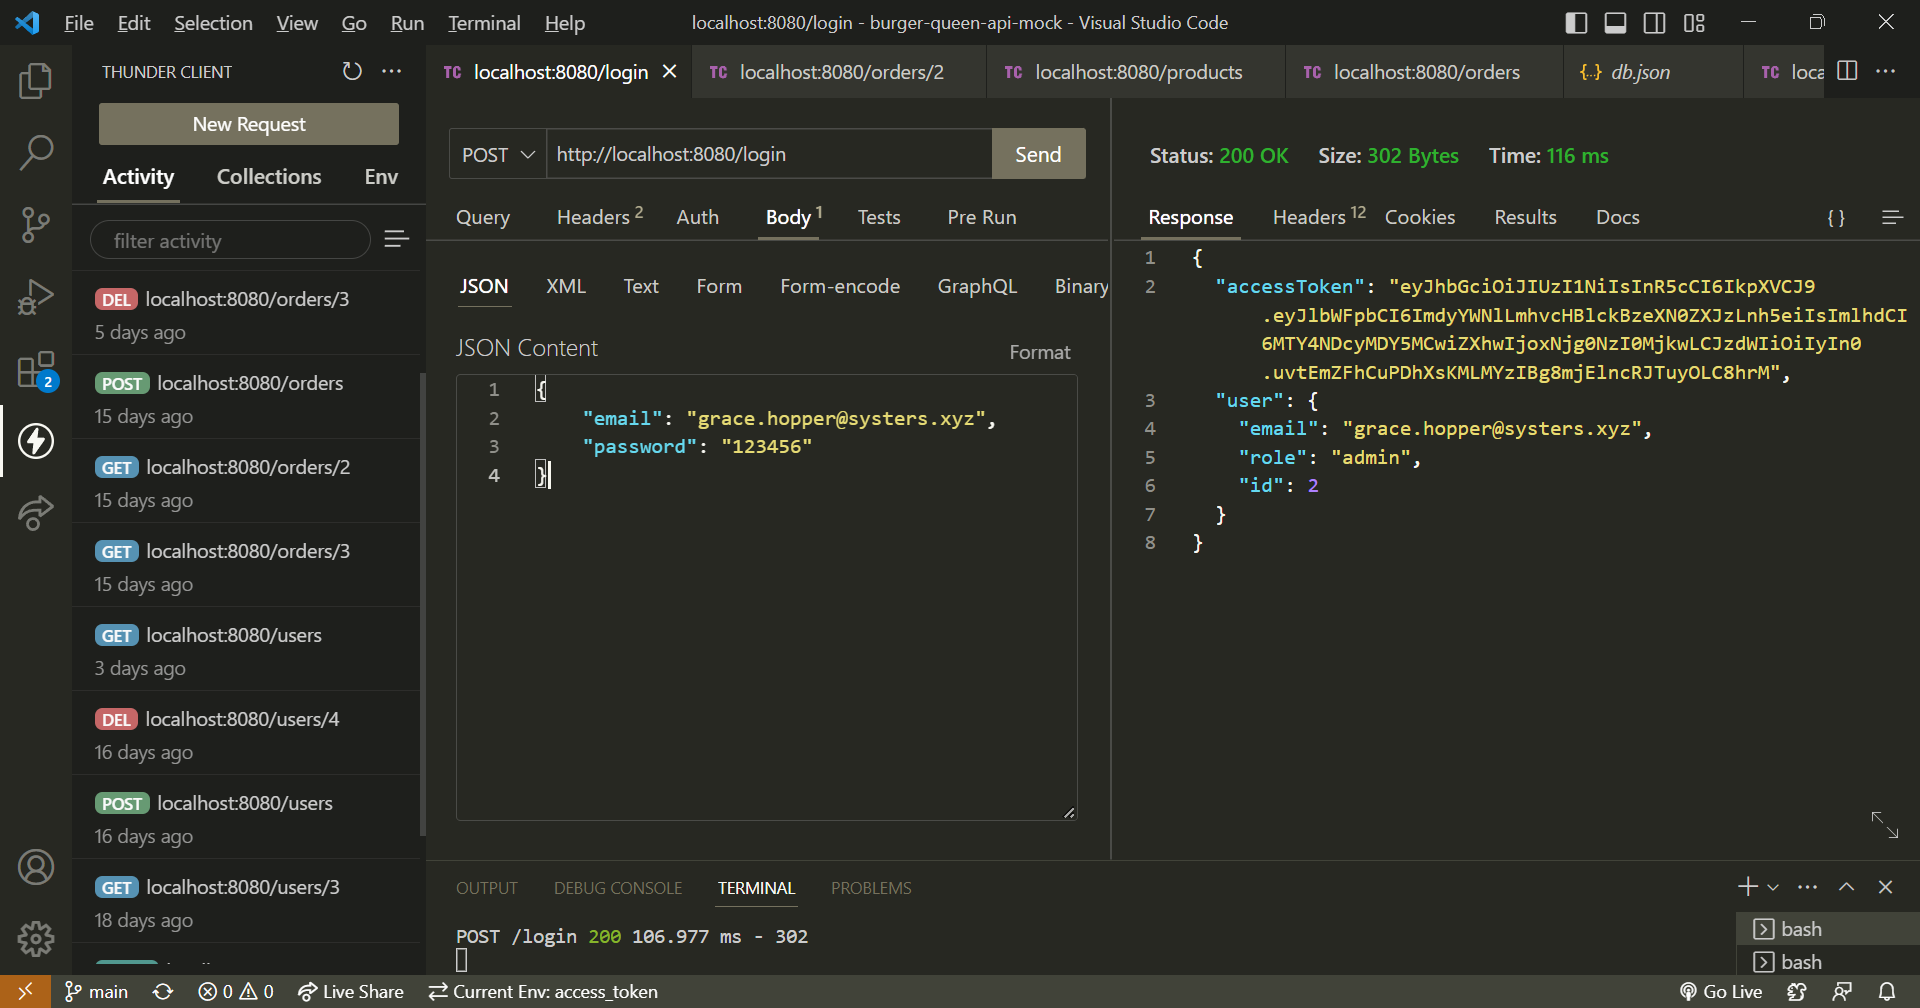 File Edit Selection View Go Run Terminal Help
localhost:8080/login - burger-queen-api-mock - Visual Studio Code
THUNDER CLIENT
New Request
Activity Collections Env
filter activity
DEL localhost:8080/orders/3
5 days ago
POST localhost:8080/orders
15 days ago
GET localhost:8080/orders/2
15 days ago
GET localhost:8080/orders/3
15 days ago
GET localhost:8080/users
3 days ago
DEL localhost:8080/users/4
16 days ago
POST localhost:8080/users
16 days ago
GET localhost:8080/users/3
18 days ago
2
TC localhost:8080/login TC localhost:8080/orders/2 TC localhost:8080/products TC localhost:8080/orders {..} db.json TC loca
POST http://localhost:8080/login Send
Query Headers 2 Auth Body 1 Tests Pre Run
JSON XML Text Form Form-encode GraphQL Binary
JSON Content
Format
1 {
2 "email": "grace.hopper@systers.xyz",
3 "password": "123456"
4 }
Status: 200 OK Size: 302 Bytes Time: 116 ms
Response Headers 12 Cookies Results Docs { }
1 {
2 "accessToken": "eyJhbGciOiJIUzI1NiIsInR5cCI6IkpXVCJ9
.eyJlbWFpbCI6ImdyYWNlLmhvcHBlckBzeXN0ZXJzLnh5eiIsImlhdCI
6MTY4NDcyMDY5MCwiZXhwIjoxNjg0NzI0MjkwLCJzdWIiOiIyIn0
.uvtEmZFhCuPDhXsKMLMYzIBg8mjElncRJTuyOLC8hrM",
3 "user": {
4 "email": "grace.hopper@systers.xyz",
5 "role": "admin",
6 "id": 2
7 }
8 }
OUTPUT DEBUG CONSOLE TERMINAL PROBLEMS
POST /login 200 106.977 ms - 302
bash
bash
main 0 0 Live Share Current Env: access_token Go Live